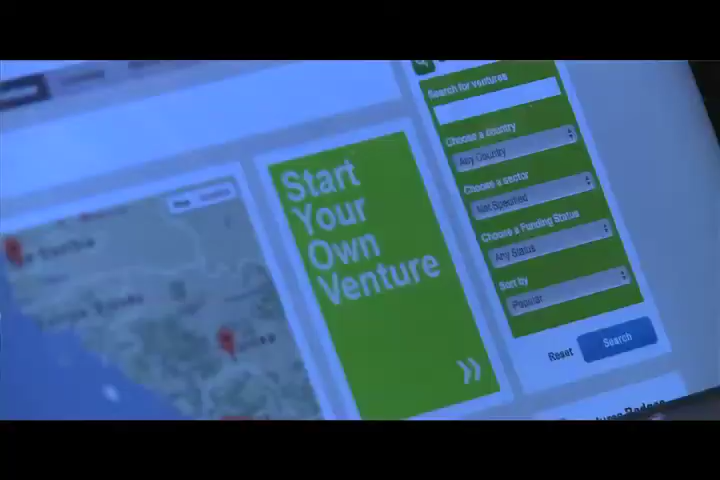 Start
Your
Own
Venture
Search for ventures
Choose a country
Any Country
Choose a sector
Not Specified
Choose a Funding Status
Any Status
Sort by
Popular
Reset
Search